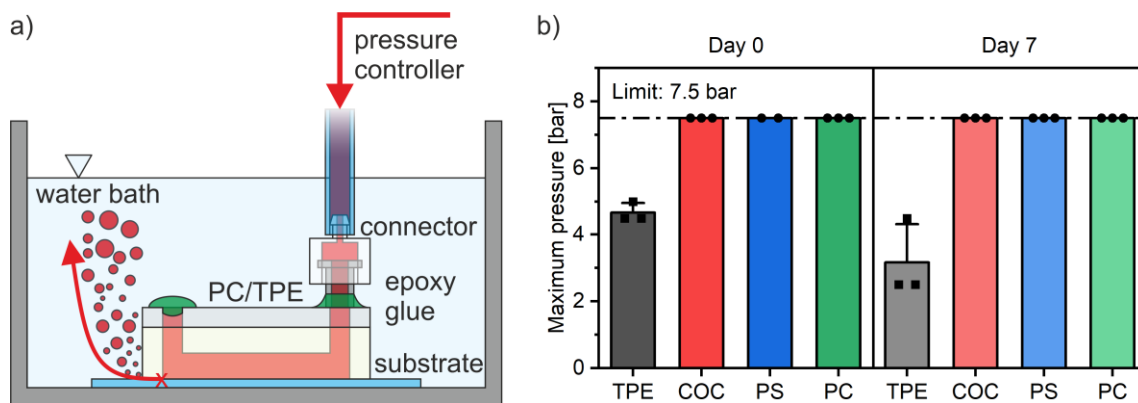 a)
pressure
controller
water bath
connector
PC/TPE
epoxy
glue
substrate
x
b)
Day 0
Day 7
Maximum pressure [bar]
8
6
4
2
0
Limit: 7.5 bar
TPE COC PS PC TPE COC PS PC